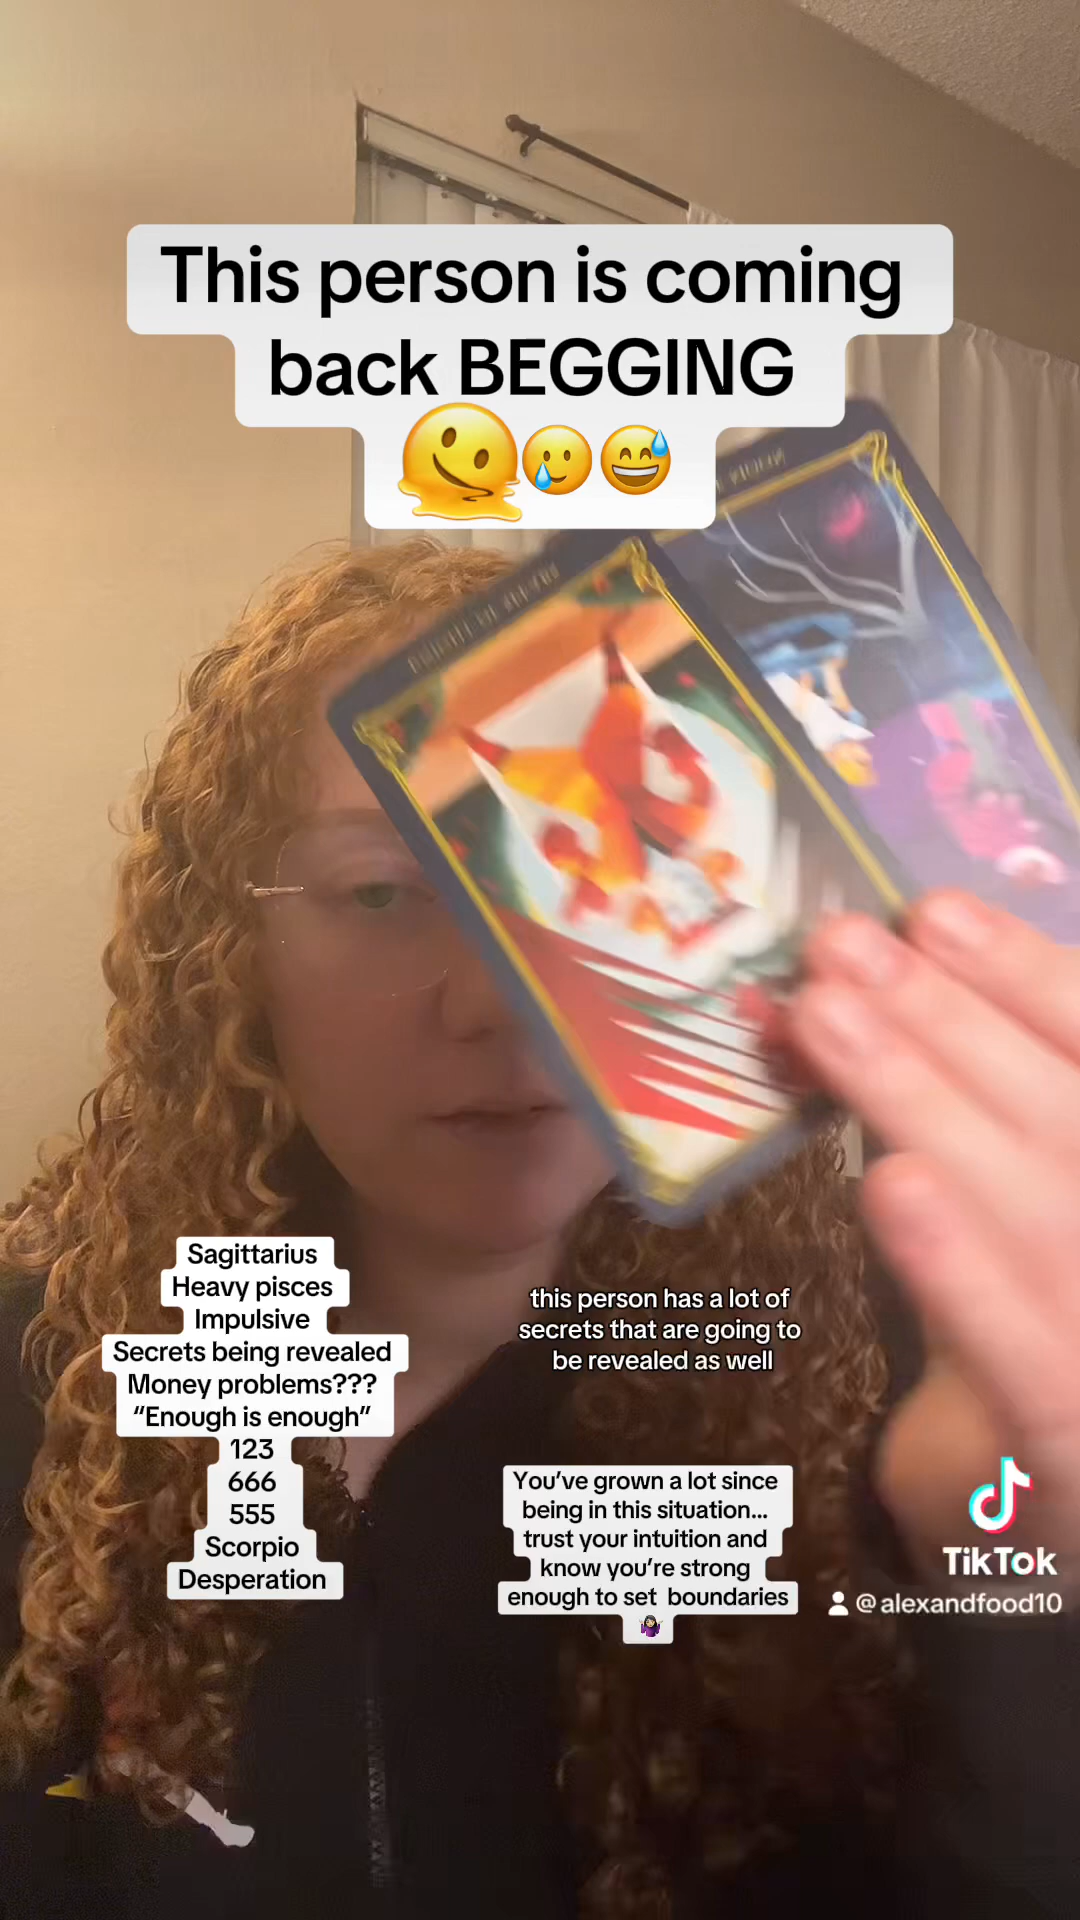 This person is coming
back BEGGING
🫠🥲😅
Sagittarius
Heavy pisces
Impulsive
Secrets being revealed
Money problems???
“Enough is enough”
123
666
555
Scorpio
Desperation
this person has a lot of
secrets that are going to
be revealed as well
You’ve grown a lot since
being in this situation...
trust your intuition and
know you’re strong
enough to set boundaries
🤷🏻‍♀️
TikTok
@alexandfood10